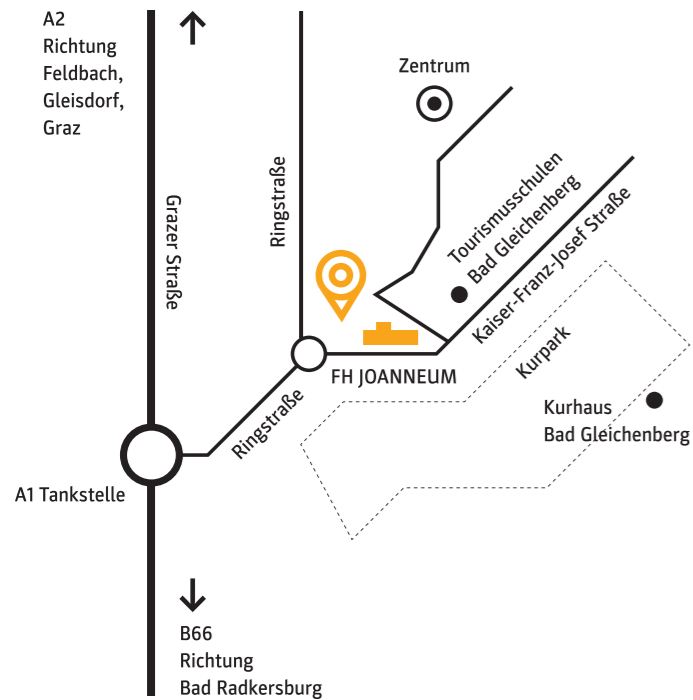 A2
Richtung
Feldbach,
Gleisdorf,
Graz
Zentrum
Grazer Straße
Ringstraße
Tourismusschulen
Bad Gleichenberg
Kaiser-Franz-Josef Straße
Kurpark
FH JOANNEUM
Ringstraße
Kurhaus
Bad Gleichenberg
A1 Tankstelle
B66
Richtung
Bad Radkersburg